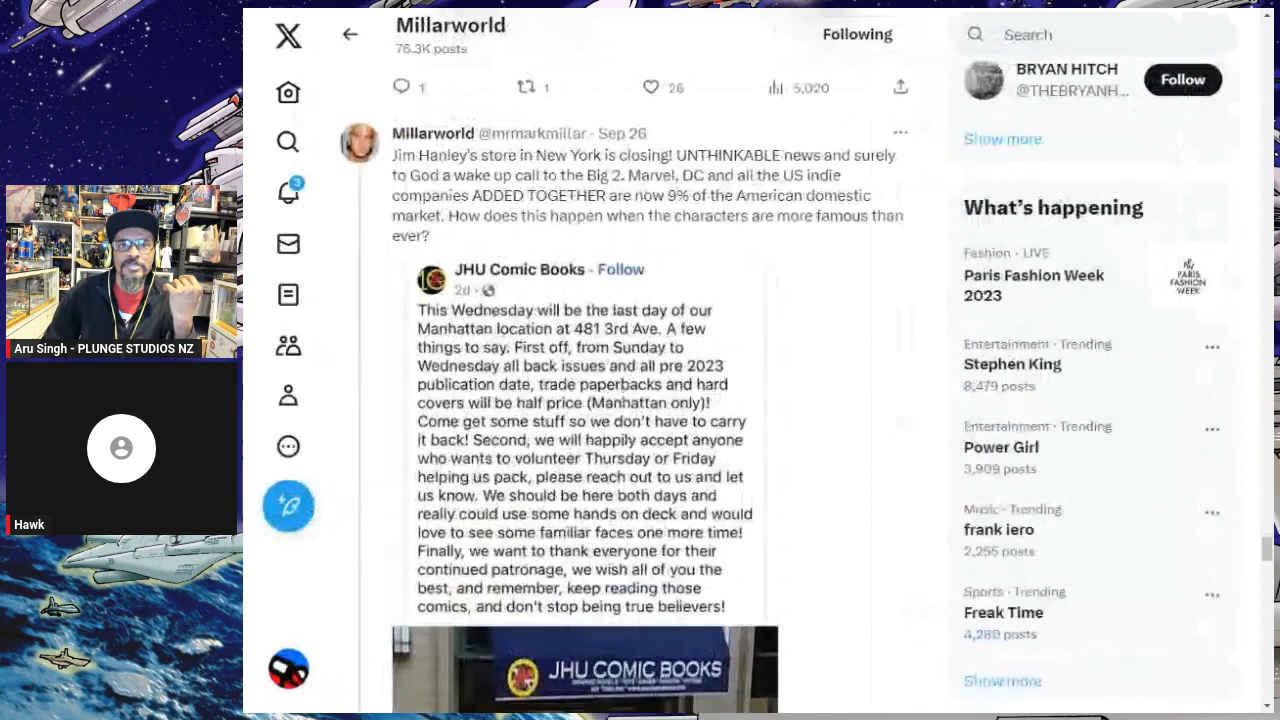 Millarworld
76.3K posts
Following
1
1
26
5,020
Millarworld @mrmarkmillar · Sep 26
Jim Hanley's store in New York is closing! UNTHINKABLE news and surely
to God a wake up call to the Big 2. Marvel, DC and all the US indie
companies ADDED TOGETHER are now 9% of the American domestic
market. How does this happen when the characters are more famous than
ever?
JHU Comic Books · Follow
2d ·
This Wednesday will be the last day of our
Manhattan location at 481 3rd Ave. A few
things to say. First off, from Sunday to
Wednesday all back issues and all pre 2023
publication date, trade paperbacks and hard
covers will be half price (Manhattan only)!
Come get some stuff so we don't have to carry
it back! Second, we will happily accept anyone
who wants to volunteer Thursday or Friday
helping us pack, please reach out to us and let
us know. We should be here both days and
really could use some hands on deck and would
love to see some familiar faces one more time!
Finally, we want to thank everyone for their
continued patronage, we wish all of you the
best, and remember, keep reading those
comics, and don't stop being true believers!
JHU COMIC BOOKS
Search
BRYAN HITCH
@THEBRYANH...
Follow
Show more
What's happening
Fashion · LIVE
Paris Fashion Week
2023
PARIS
FASHION
WEEK
Entertainment · Trending
Stephen King
8,479 posts
Entertainment · Trending
Power Girl
3,909 posts
Music · Trending
frank iero
2,255 posts
Sports · Trending
Freak Time
4,280 posts
Show more
3
Aru Singh - PLUNGE STUDIOS NZ
Hawk